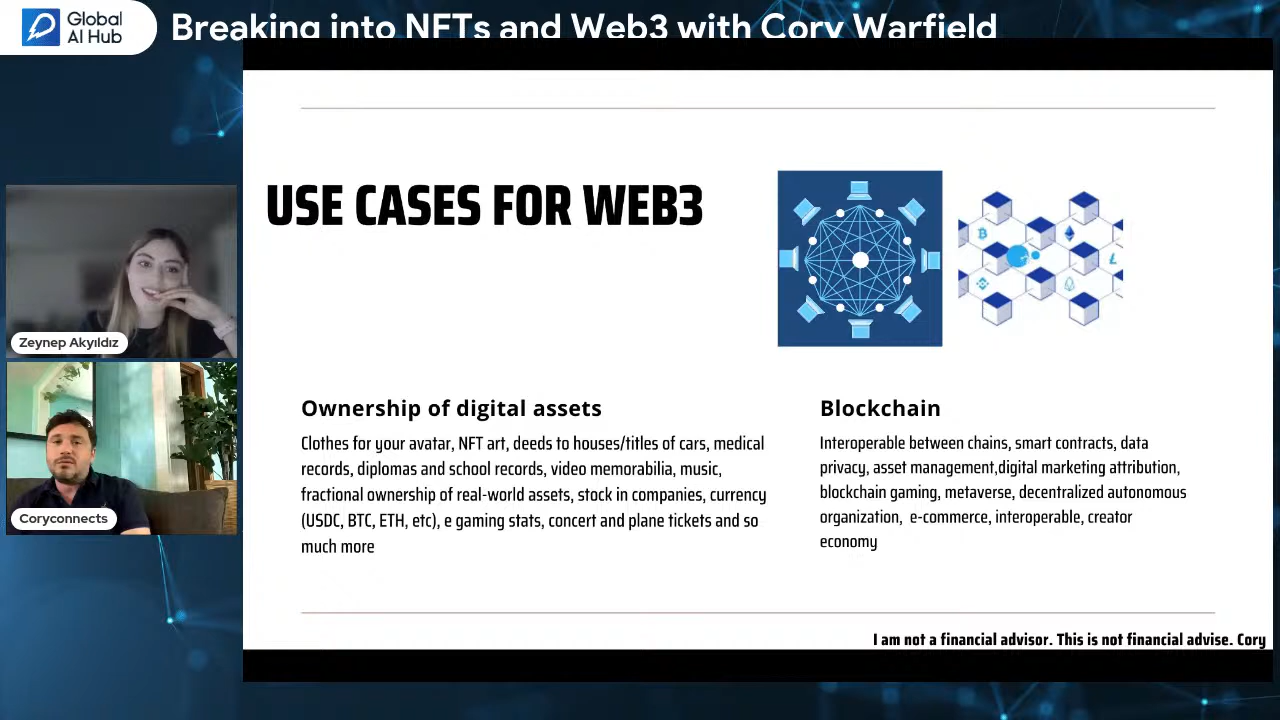 Global
AI Hub
Breaking into NFTs and Web3 with Cory Warfield
USE CASES FOR WEB3
Zeynep Akyıldız
Coryconnects
Ownership of digital assets
Clothes for your avatar, NFT art, deeds to houses/titles of cars, medical
records, diplomas and school records, video memorabilia, music,
fractional ownership of real-world assets, stock in companies, currency
(USDC, BTC, ETH, etc), e gaming stats, concert and plane tickets and so
much more
Blockchain
Interoperable between chains, smart contracts, data
privacy, asset management,digital marketing attribution,
blockchain gaming, metaverse, decentralized autonomous
organization, e-commerce, interoperable, creator
economy
I am not a financial advisor. This is not financial advise. Cory